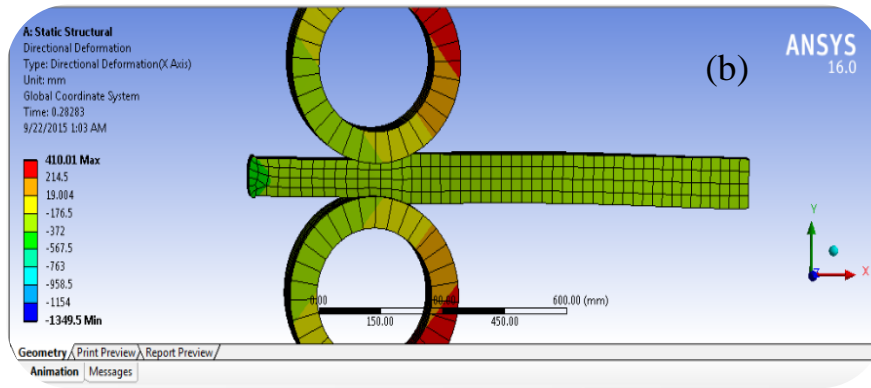 A: Static Structural
Directional Deformation
Type: Directional Deformation(X Axis)
Unit: mm
Global Coordinate System
Time: 0.28283
9/22/2015 1:03 AM
410.01 Max
214.5
19.004
-176.5
-372
-567.5
-763
-958.5
-1154
-1349.5 Min
(b)
ANSYS
16.0
Y
X
0.00
600.00 (mm)
150.00
450.00
Geometry Print Preview Report Preview
Animation Messages